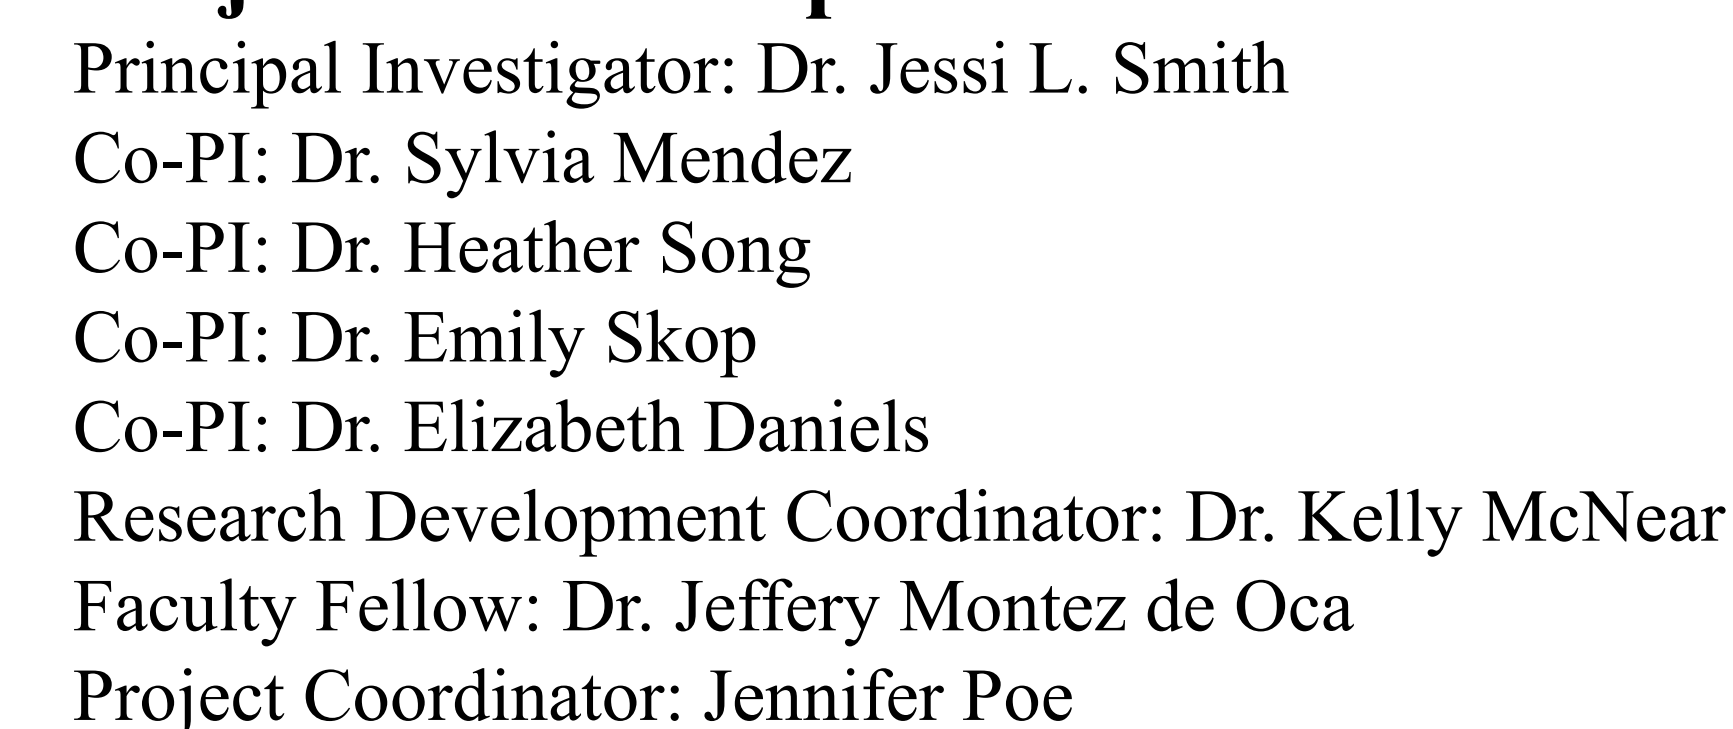 Principal Investigator: Dr. Jessi L. Smith
Co-PI: Dr. Sylvia Mendez
Co-PI: Dr. Heather Song
Co-PI: Dr. Emily Skop
Co-PI: Dr. Elizabeth Daniels
Research Development Coordinator: Dr. Kelly McNear
Faculty Fellow: Dr. Jeffery Montez de Oca
Project Coordinator: Jennifer Poe